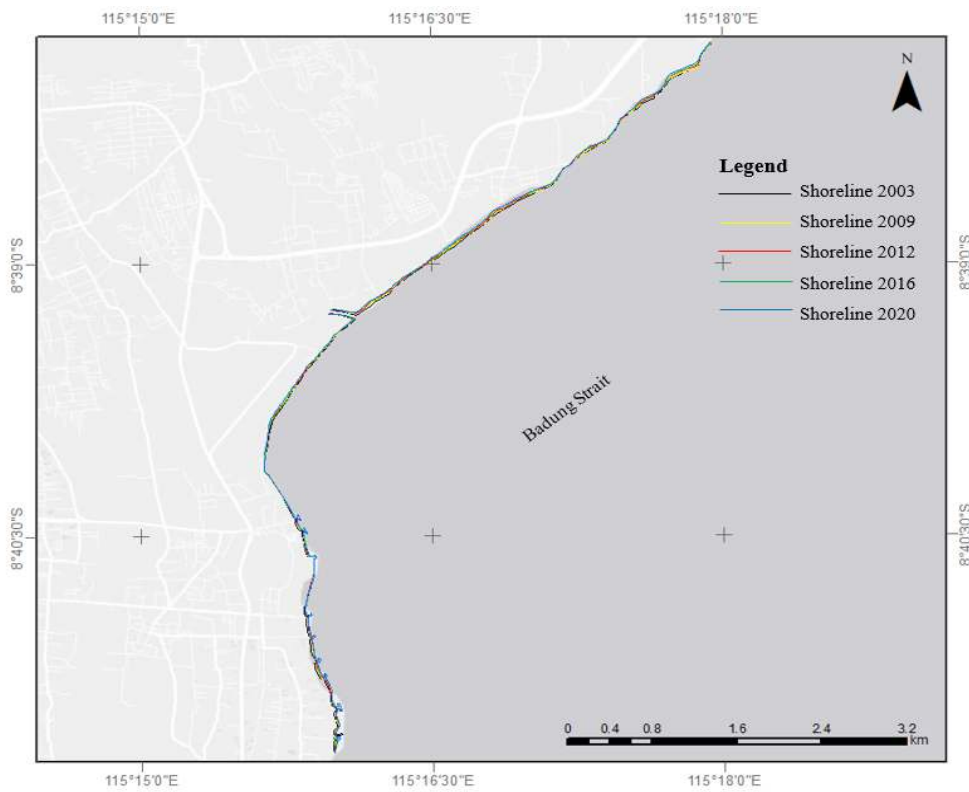 115°15'0"E 115°16'30"E 115°18'0"E
N
Legend
Shoreline 2003
Shoreline 2009
8°39'0"S 8°39'0"S
Shoreline 2012
Shoreline 2016
Shoreline 2020
Badung Strait
8°40'30"S 8°40'30"S
0 0.4 0.8 1.6 2.4 3.2
km
115°15'0"E 115°16'30"E 115°18'0"E